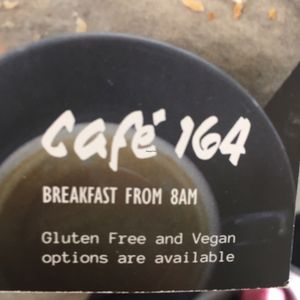 Café 164
BREAKFAST FROM 8AM
Gluten Free and Vegan
options are available